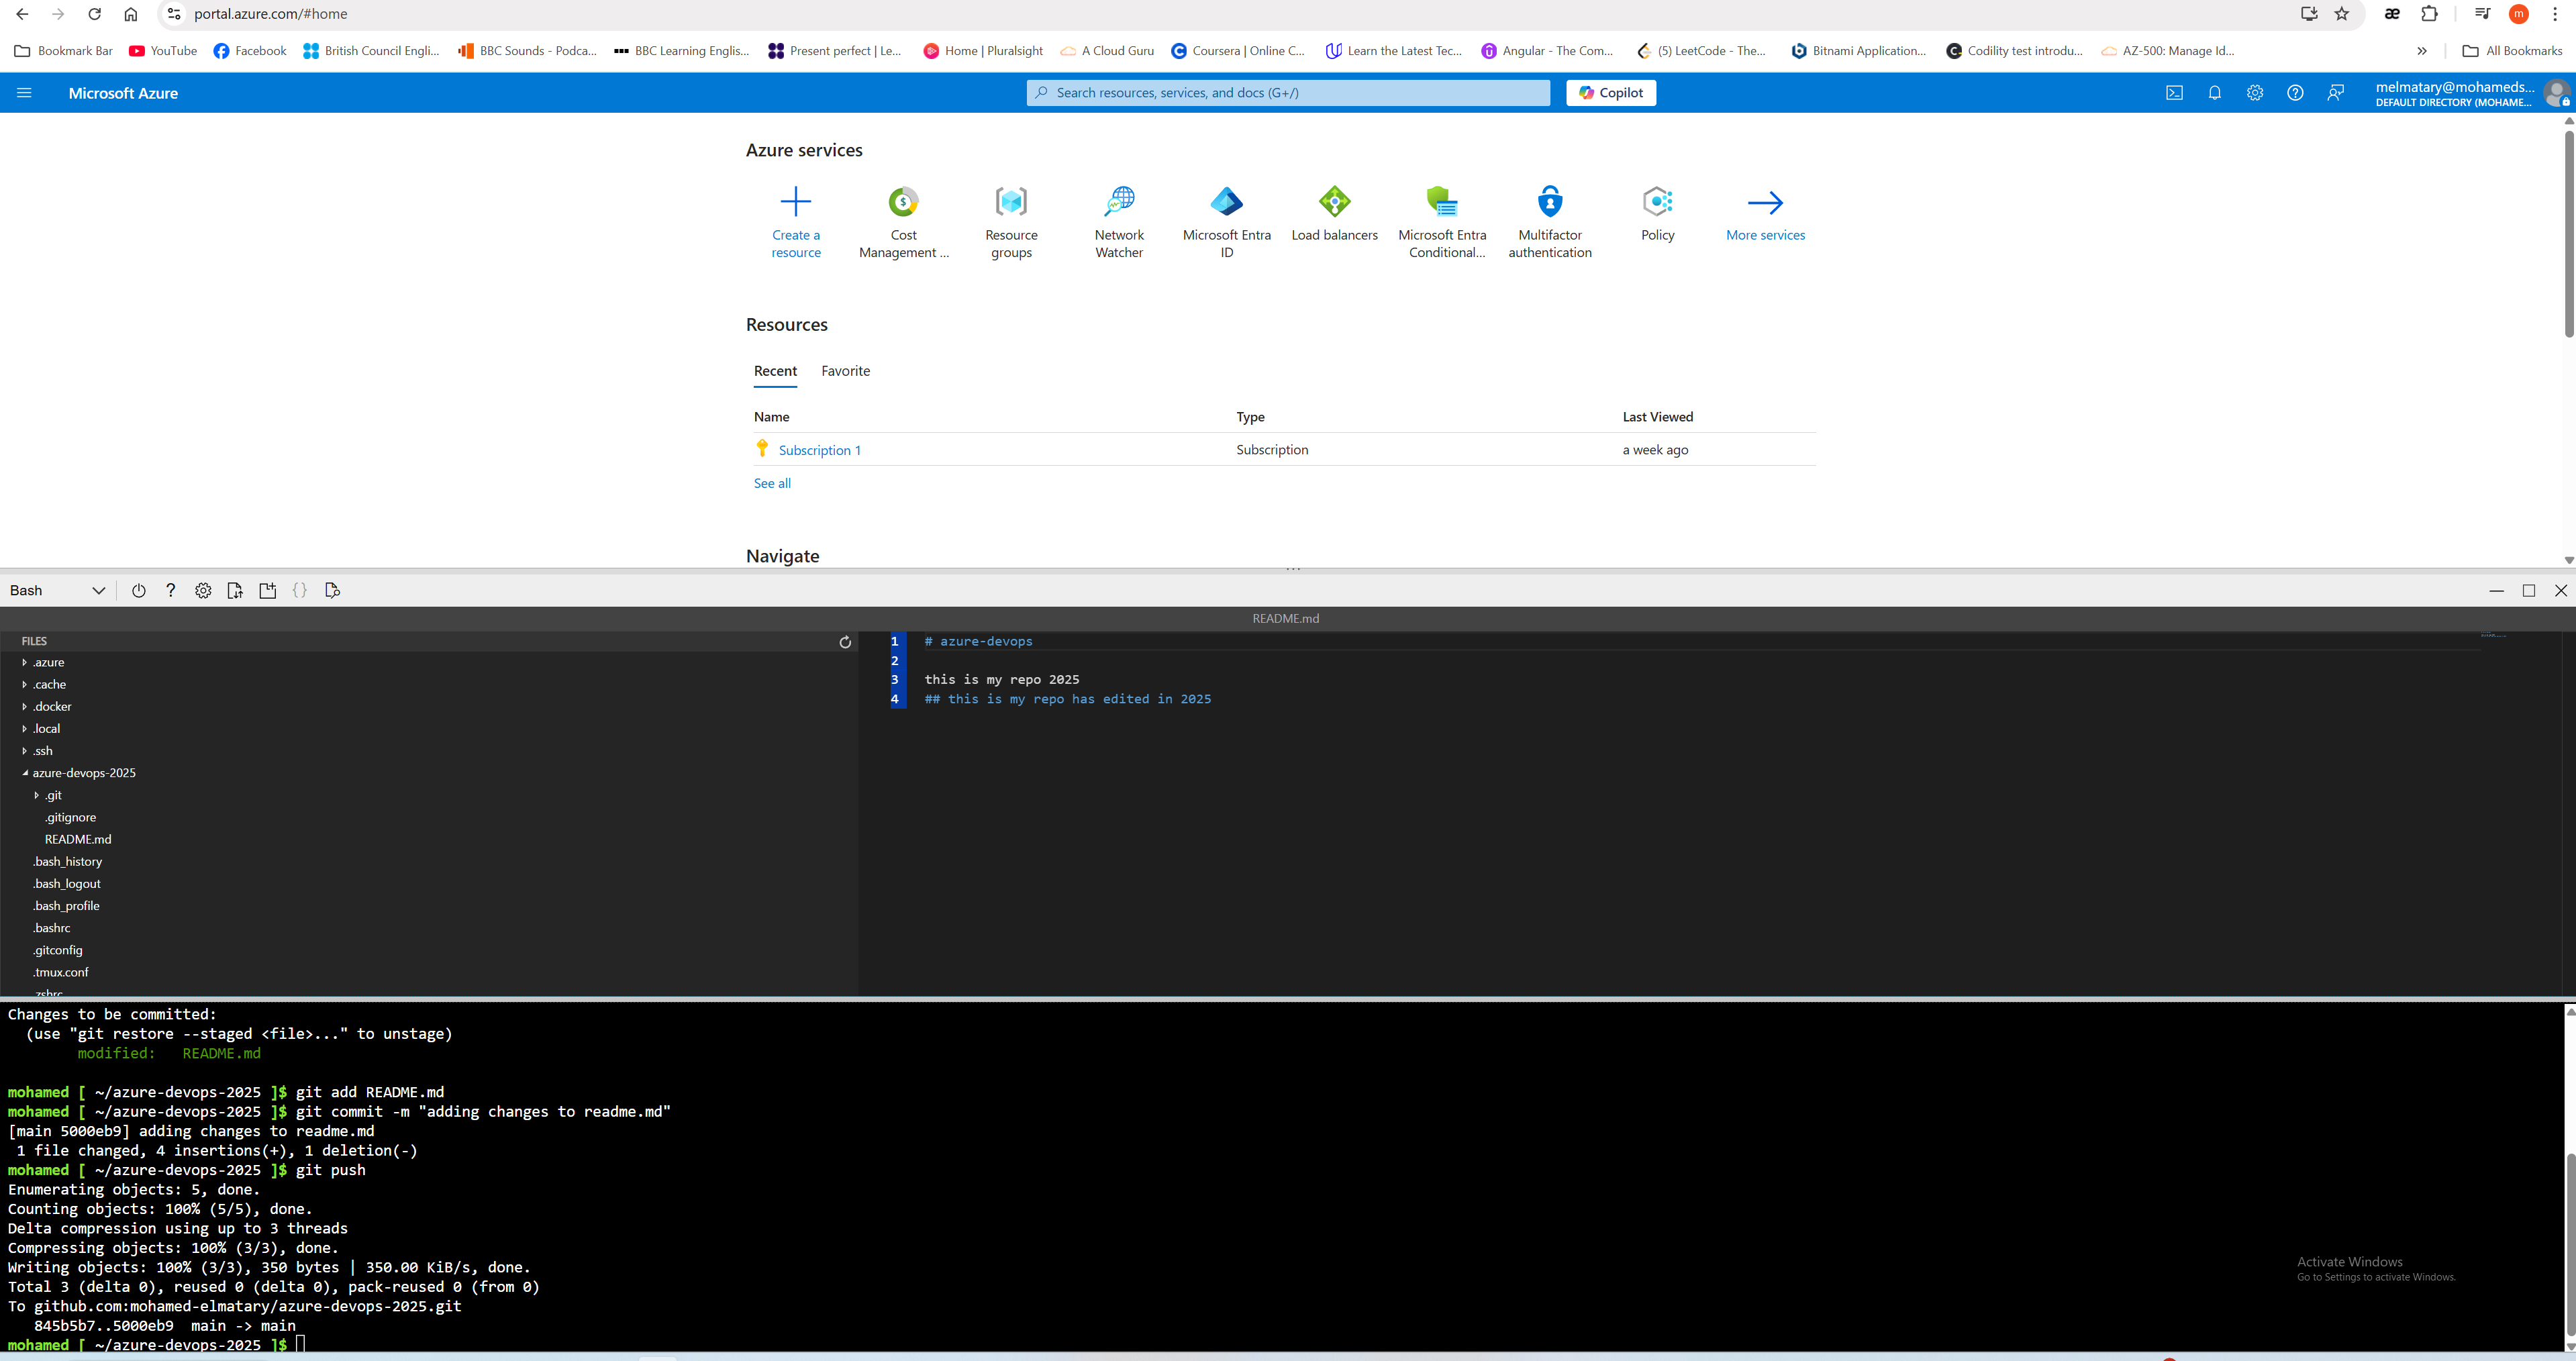 portal.azure.com/#home
m
Bookmark Bar YouTube Facebook British Council Engli... BBC Sounds - Podca... BBC Learning Englis... Present perfect | Le... Home | Pluralsight A Cloud Guru Coursera | Online C... Learn the Latest Tec... Angular - The Com... (5) LeetCode - The... Bitnami Application... Codility test introdu... AZ-500: Manage Id... » All Bookmarks
Microsoft Azure
Search resources, services, and docs (G+/)
Copilot
melmatary@mohameds...
DEFAULT DIRECTORY (MOHAME...
Azure services
Create a resource
Cost Management ...
Resource groups
Network Watcher
Microsoft Entra ID
Load balancers
Microsoft Entra Conditional...
Multifactor authentication
Policy
More services
Resources
Recent Favorite
Name Type Last Viewed
Subscription 1 Subscription a week ago
See all
Navigate
Bash
README.md
FILES
.azure
.cache
.docker
.local
.ssh
azure-devops-2025
.git
.gitignore
README.md
.bash_history
.bash_logout
.bash_profile
.bashrc
.gitconfig
.tmux.conf
.zshrc
1 # azure-devops
2
3 this is my repo 2025
4 ## this is my repo has edited in 2025
Changes to be committed:
(use "git restore --staged <file>..." to unstage)
modified: README.md
mohamed [ ~/azure-devops-2025 ]$ git add README.md
mohamed [ ~/azure-devops-2025 ]$ git commit -m "adding changes to readme.md"
[main 5000eb9] adding changes to readme.md
1 file changed, 4 insertions(+), 1 deletion(-)
mohamed [ ~/azure-devops-2025 ]$ git push
Enumerating objects: 5, done.
Counting objects: 100% (5/5), done.
Delta compression using up to 3 threads
Compressing objects: 100% (3/3), done.
Writing objects: 100% (3/3), 350 bytes | 350.00 KiB/s, done.
Total 3 (delta 0), reused 0 (delta 0), pack-reused 0 (from 0)
To github.com:mohamed-elmatary/azure-devops-2025.git
845b5b7..5000eb9 main -> main
mohamed [ ~/azure-devops-2025 ]$
Activate Windows
Go to Settings to activate Windows.